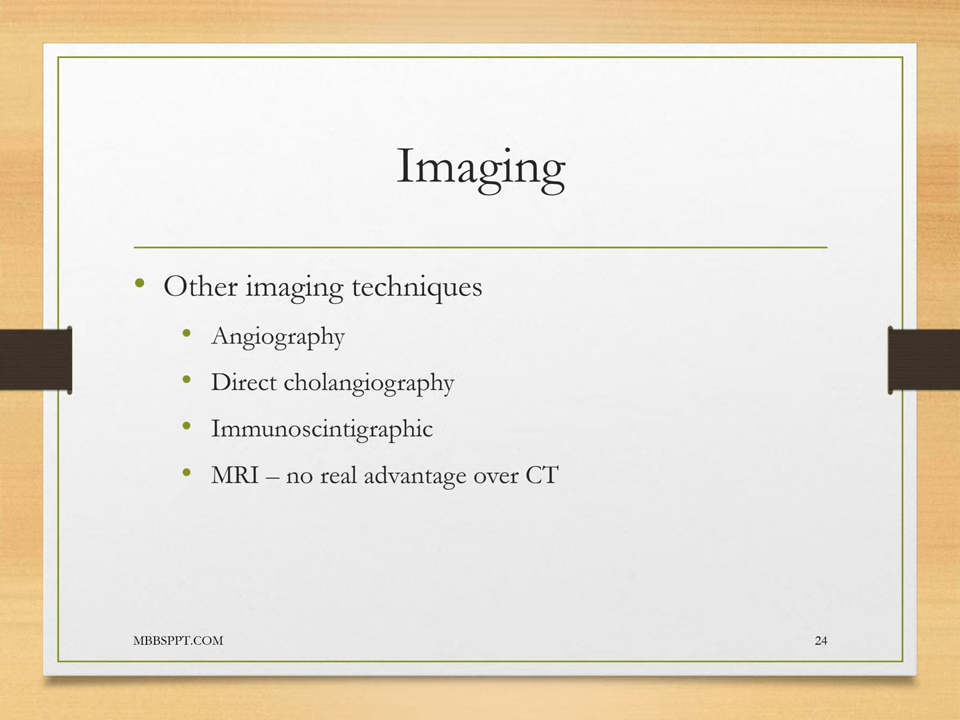 Imaging
• Other imaging techniques
• Angiography
• Direct cholangiography
• Immunoscintigraphic
• MRI – no real advantage over CT
MBBSPPT.COM
24